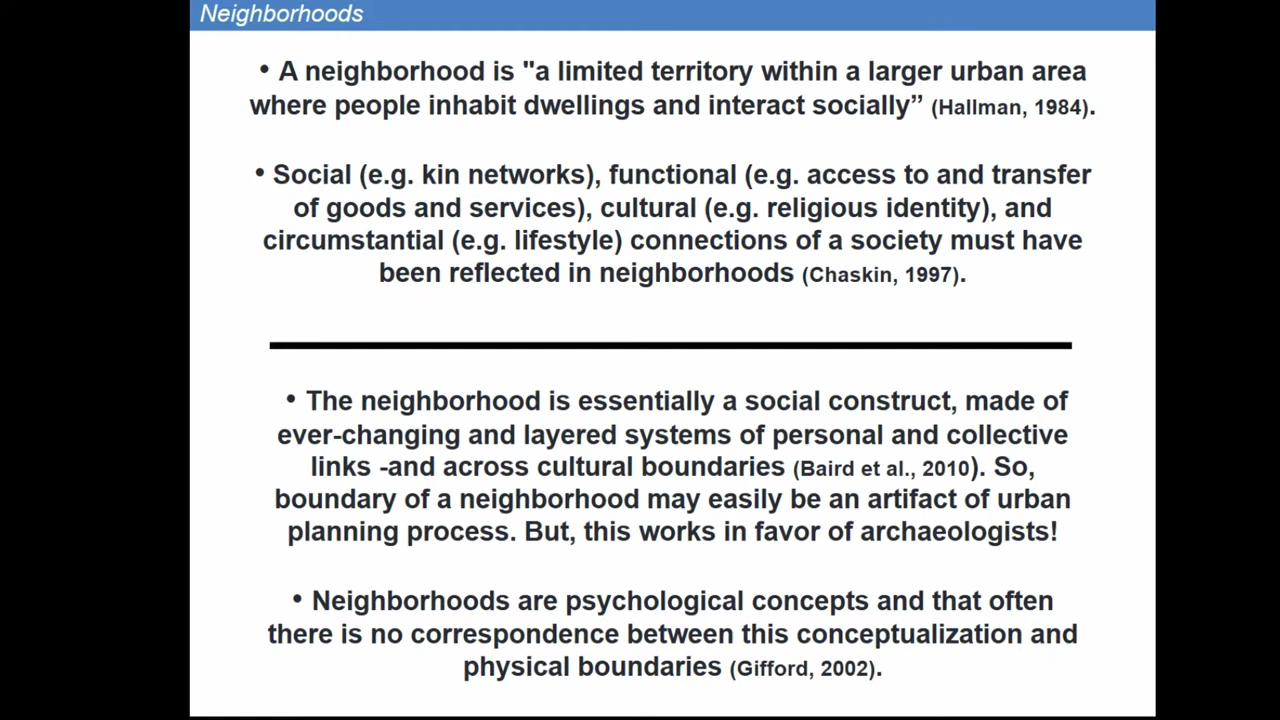 Neighborhoods
• A neighborhood is "a limited territory within a larger urban area
where people inhabit dwellings and interact socially” (Hallman, 1984).
• Social (e.g. kin networks), functional (e.g. access to and transfer
of goods and services), cultural (e.g. religious identity), and
circumstantial (e.g. lifestyle) connections of a society must have
been reflected in neighborhoods (Chaskin, 1997).
• The neighborhood is essentially a social construct, made of
ever-changing and layered systems of personal and collective
links -and across cultural boundaries (Baird et al., 2010). So,
boundary of a neighborhood may easily be an artifact of urban
planning process. But, this works in favor of archaeologists!
• Neighborhoods are psychological concepts and that often
there is no correspondence between this conceptualization and
physical boundaries (Gifford, 2002).